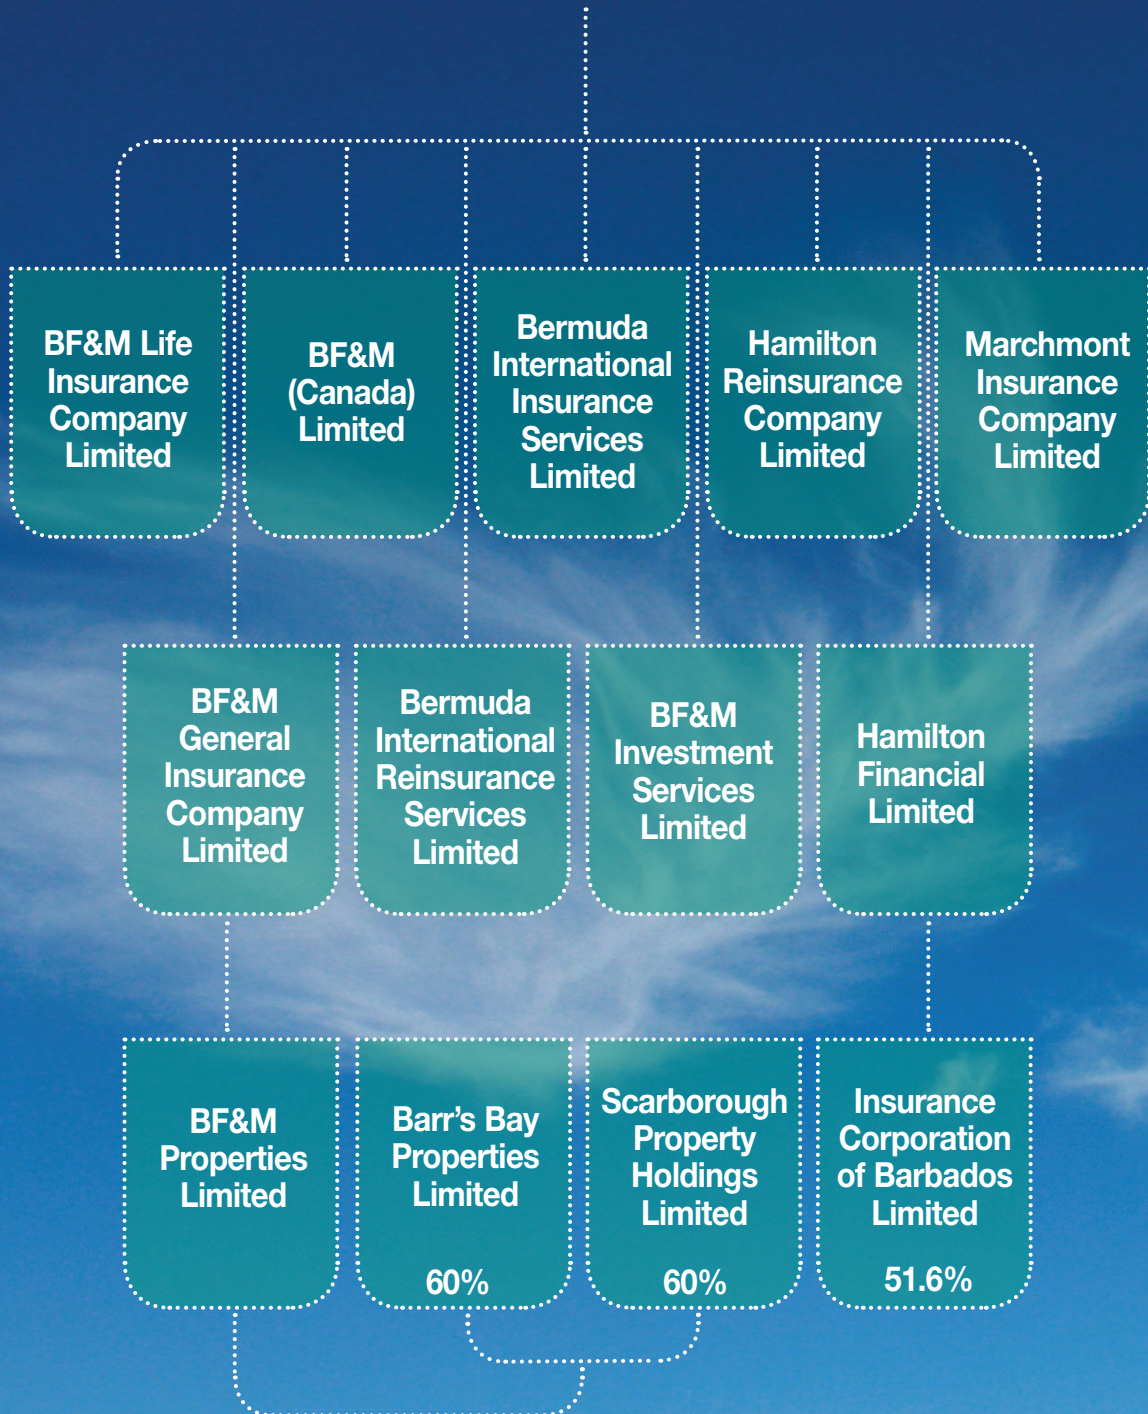 BF&M Life
Insurance
Company
Limited
BF&M
(Canada)
Limited
Bermuda
International
Insurance
Services
Limited
Hamilton
Reinsurance
Company
Limited
Marchmont
Insurance
Company
Limited
BF&M
General
Insurance
Company
Limited
Bermuda
International
Reinsurance
Services
Limited
BF&M
Investment
Services
Limited
Hamilton
Financial
Limited
BF&M
Properties
Limited
Barr’s Bay
Properties
Limited
60%
Scarborough
Property
Holdings
Limited
60%
Insurance
Corporation
of Barbados
Limited
51.6%